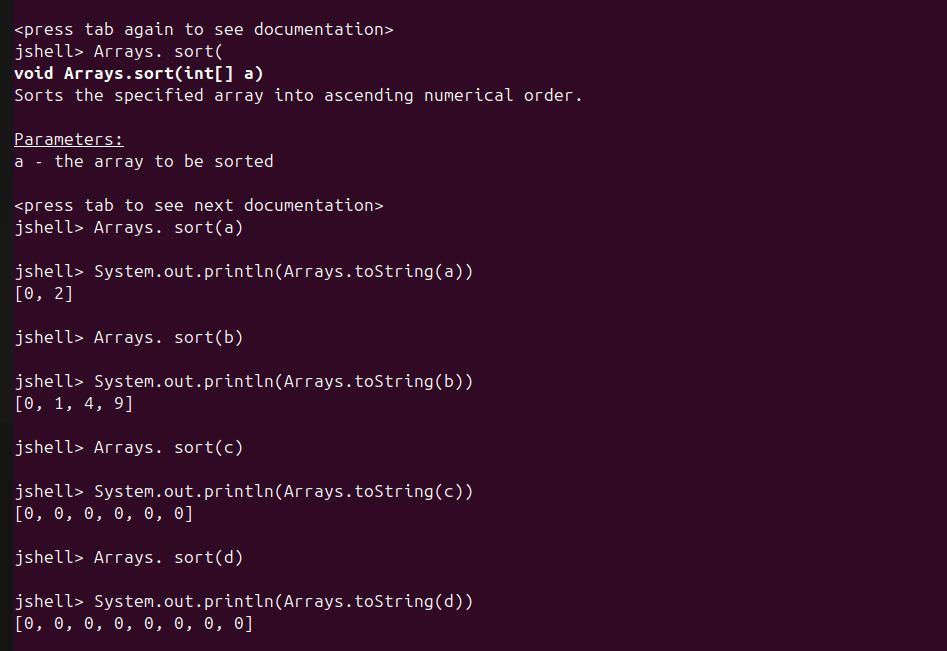 <press tab again to see documentation>
jshell> Arrays. sort(
void Arrays.sort(int[] a)
Sorts the specified array into ascending numerical order.
Parameters:
a - the array to be sorted
<press tab to see next documentation>
jshell> Arrays. sort(a)
jshell> System.out.println(Arrays.toString(a))
[0, 2]
jshell> Arrays. sort(b)
jshell> System.out.println(Arrays.toString(b))
[0, 1, 4, 9]
jshell> Arrays. sort(c)
jshell> System.out.println(Arrays.toString(c))
[0, 0, 0, 0, 0, 0]
jshell> Arrays. sort(d)
jshell> System.out.println(Arrays.toString(d))
[0, 0, 0, 0, 0, 0, 0, 0]